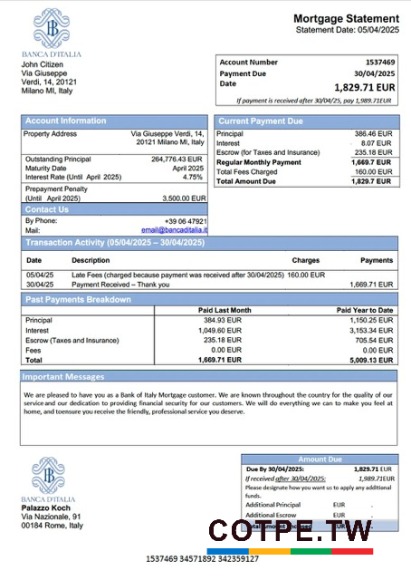 Mortgage Statement
Statement Date: 05/04/2025
BANCA D'ITALIA
John Citizen
Via Giuseppe
Verdi, 14, 20121
Milano MI, Italy
Account Number 1537469
Payment Due 30/04/2025
Date 1,829.71 EUR
If payment is received after 30/04/25, pay 1,989.71EUR
Account Information
Property Address Via Giuseppe Verdi, 14,
20121 Milano MI, Italy
Outstanding Principal 264,776.43 EUR
Maturity Date April 2025
Interest Rate (Until April 2025) 4.75%
Prepayment Penalty
(Until April 2025) 3,500.00 EUR
Contact Us
By Phone: +39 06 47921
Mail: email@bancaditalia.it
Current Payment Due
Principal 386.46 EUR
Interest 8.07 EUR
Escrow (for Taxes and Insurance) 235.18 EUR
Regular Monthly Payment 1,669.7 EUR
Total Fees Charged 160.00 EUR
Total Amount Due 1,829.7 EUR
Transaction Activity (05/04/2025 – 30/04/2025)
Date Description Charges Payments
05/04/25 Late Fees (charged because payment was received after 30/04/2025) 160.00 EUR
30/04/25 Payment Received – Thank you 1,669.71 EUR
Past Payments Breakdown
Paid Last Month Paid Year to Date
Principal 384.93 EUR 1,150.25 EUR
Interest 1,049.60 EUR 3,153.34 EUR
Escrow (Taxes and Insurance) 235.18 EUR 705.54 EUR
Fees 0.00 EUR 0.00 EUR
Total 1,669.71 EUR 5,009.13 EUR
Important Messages
We are pleased to have you as a Bank of Italy Mortgage customer. We are known throughout the country for the quality of our
service and our dedication to providing financial security for our customers. We will do everything we can to make you feel at
home, and toensure you receive the friendly, professional service you deserve.
BANCA D'ITALIA
Palazzo Koch
Via Nazionale, 91
00184 Rome, Italy
Amount Due
Due By 30/04/2025: 1,829.71 EUR
If received after 30/04/2025: 1,989.71EUR
Please designate how you want us to apply any additional
funds.
Additional Principal EUR
Additional Escrow EUR
COTPE.TW
1537469 34571892 342359127